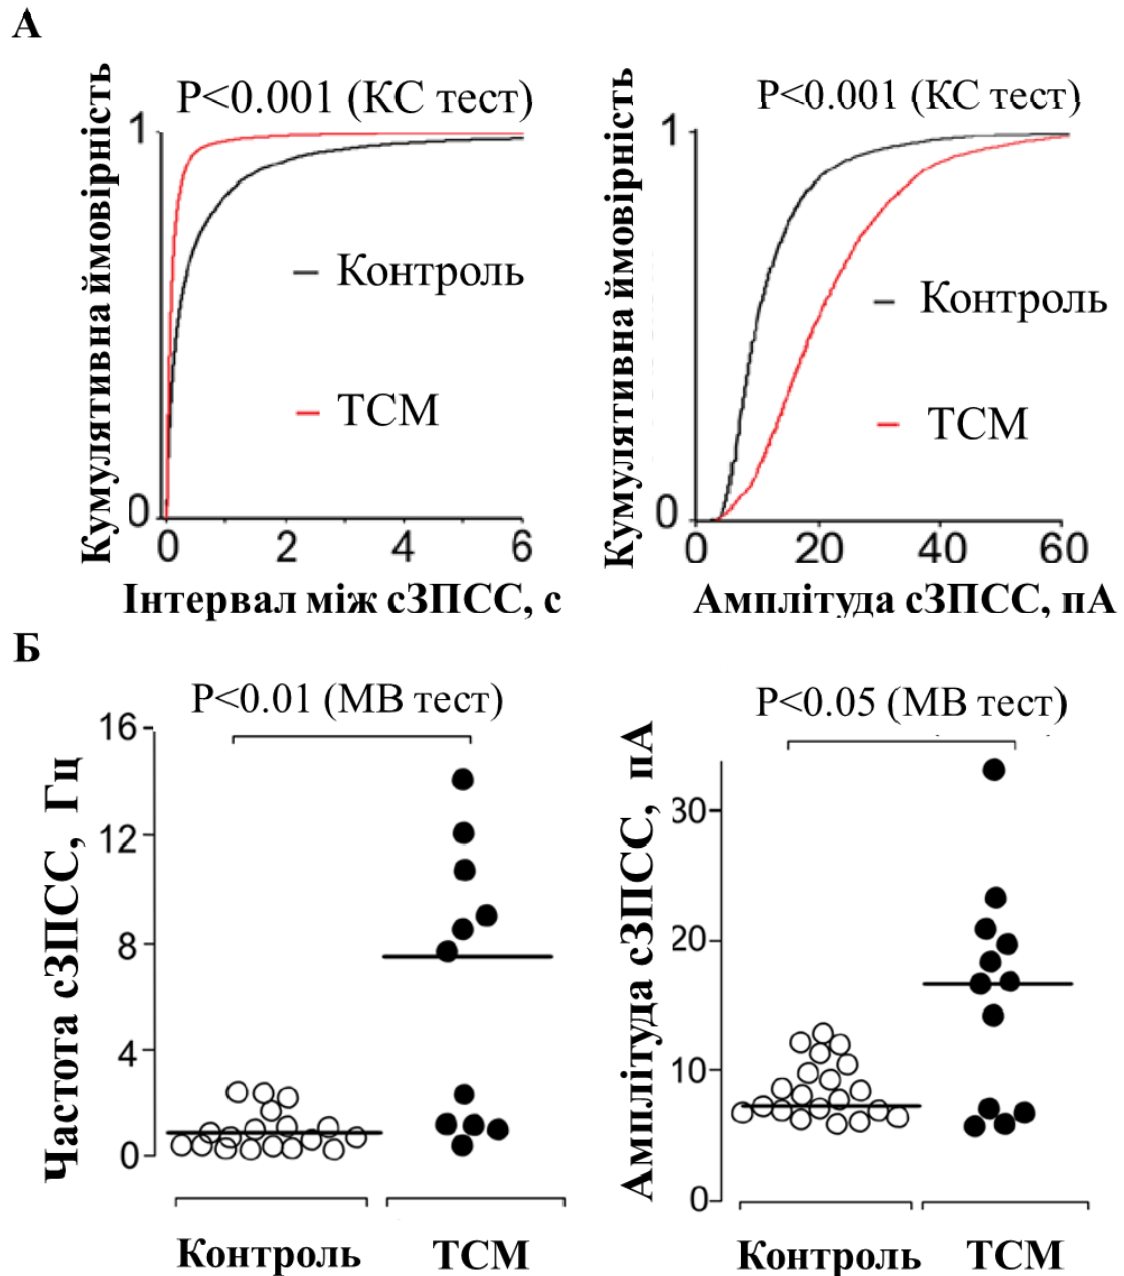 А
P<0.001 (КС тест)
Кумулятивна ймовірність
1
0
Контроль
ТСМ
0 2 4 6
Інтервал між сЗПСС, с
P<0.001 (КС тест)
Кумулятивна ймовірність
1
0
Контроль
ТСМ
0 20 40 60
Амплітуда сЗПСС, пА
Б
P<0.01 (МВ тест)
Частота сЗПСС, Гц
16
12
8
4
0
Контроль ТСМ
P<0.05 (МВ тест)
Амплітуда сЗПСС, пА
30
20
10
0
Контроль ТСМ